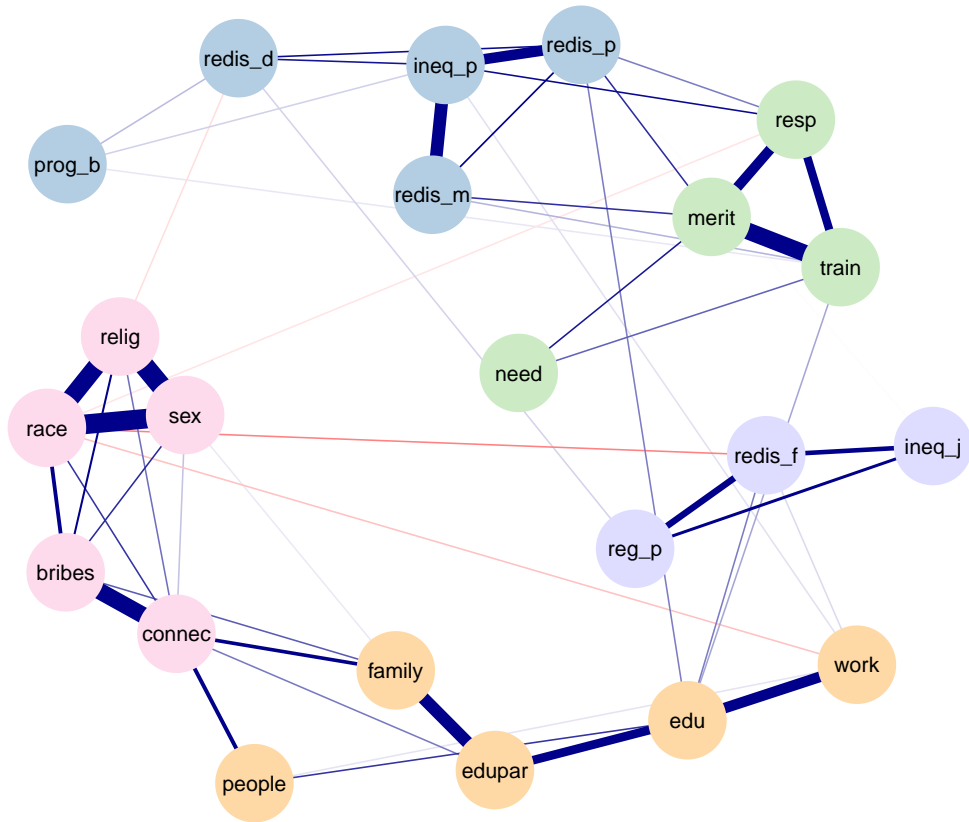 redis_d
ineq_p
redis_p
resp
prog_b
redis_m
merit
train
relig
need
race
sex
redis_f
ineq_j
reg_p
bribes
connec
family
work
edu
people
edupar